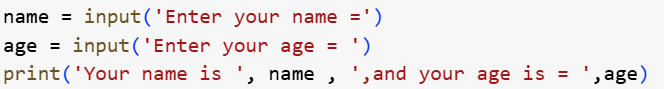 name = input('Enter your name =')
age = input('Enter your age = ')
print('Your name is ', name , ',and your age is = ',age)